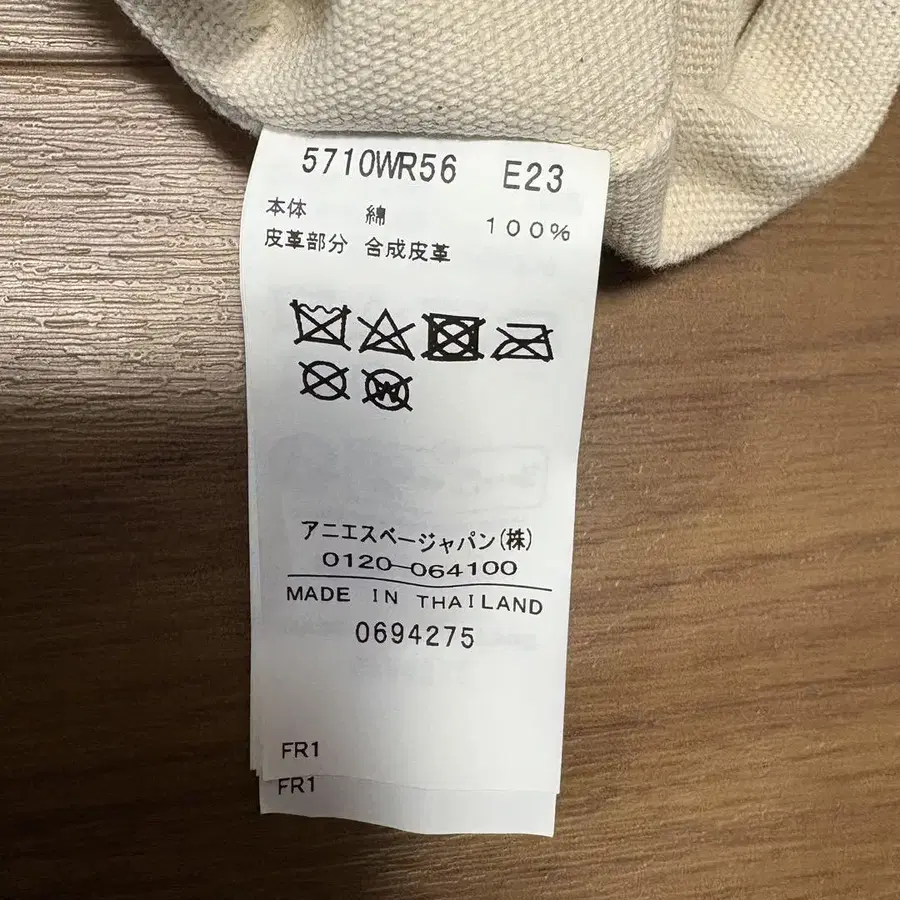 5710WR56 E23
本体 綿 100%
皮革部分 合成皮革
W
アニエスベージャパン(株)
0120-064100
MADE IN THAILAND
0694275
FR1
FR1